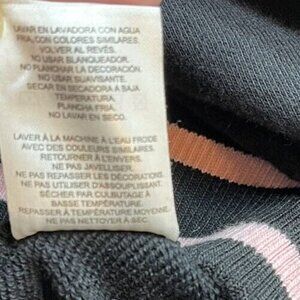 LAVAR EN LAVADORA CON AGUA
FRÍA, CON COLORES SIMILARES.
VOLVER AL REVÉS.
NO USAR BLANQUEADOR.
NO PLANCHAR LA DECORACIÓN.
NO USAR SUAVISANTE.
SECAR EN SECADORA A BAJA
TEMPERATURA.
PLANCHA FRÍA.
NO LAVAR EN SECO.
LAVER À LA MACHINE À L'EAU FROIDE
AVEC DES COULEURS SIMILAIRES.
RETOURNER À L'ENVERS.
NE PAS JAVELLISER.
NE PAS REPASSER LES DÉCORATIONS.
NE PAS UTILISER D'ASSOUPLISSANT.
SÉCHER PAR CULBUTAGE À
BASSE TEMPÉRATURE.
REPASSER À TEMPÉRATURE MOYENNE.
NE PAS NETTOYER À SEC.